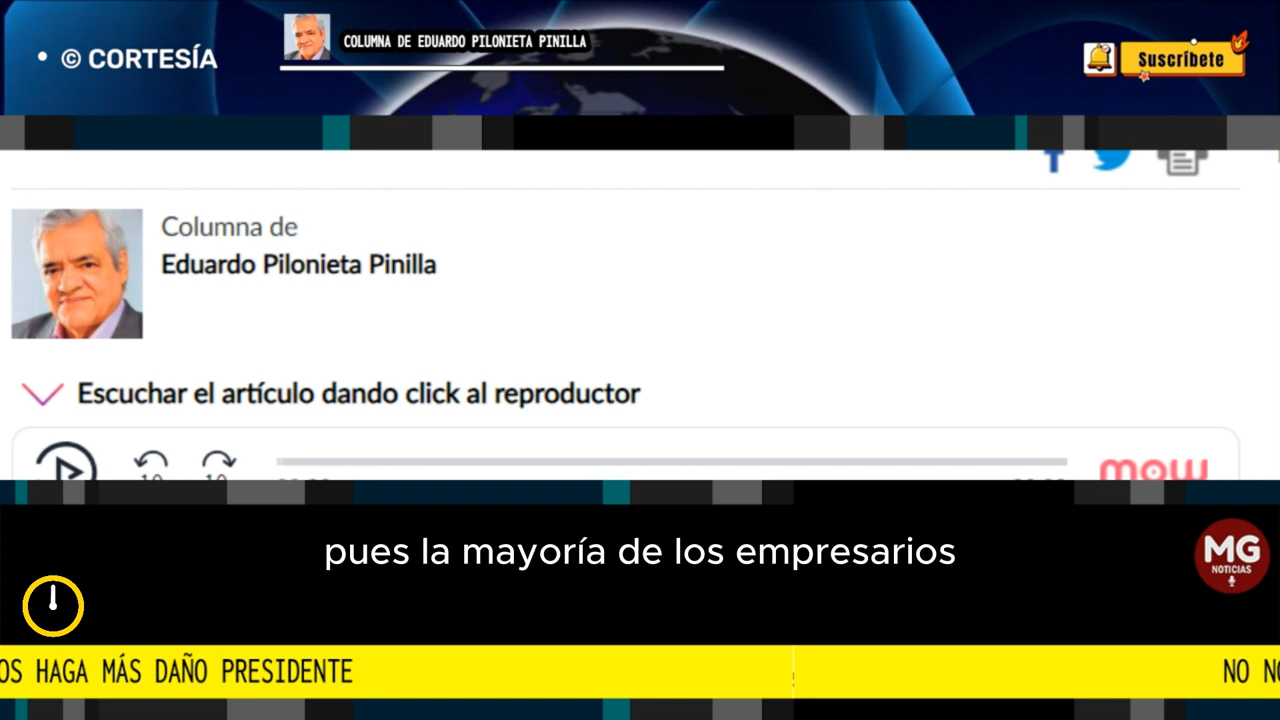 • © CORTESÍA
COLUMNA DE EDUARDO PILONIETA PINILLA
Suscríbete
Columna de
Eduardo Pilonieta Pinilla
Escuchar el artículo dando click al reproductor
mow
pues la mayoría de los empresarios
MG
NOTICIAS
OS HAGA MÁS DAÑO PRESIDENTE
NO